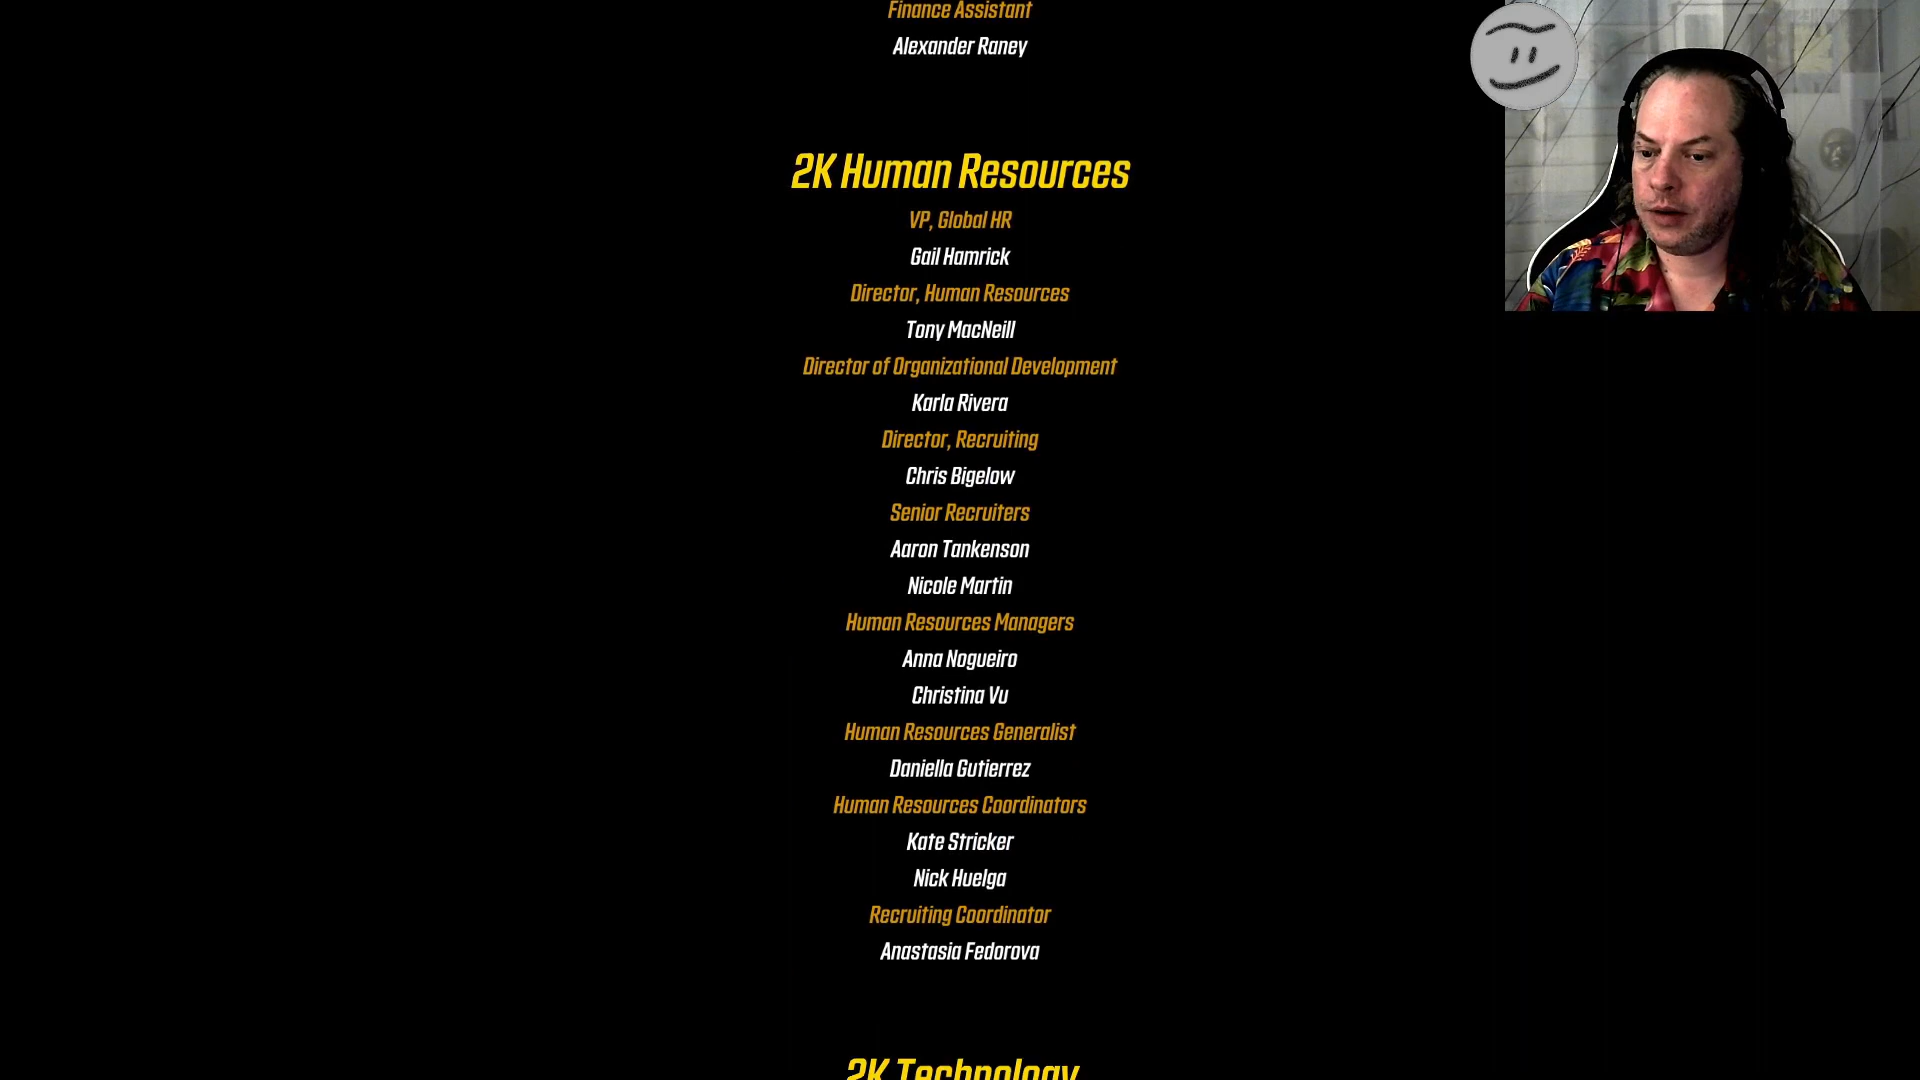 Finance Assistant
Alexander Raney
2K Human Resources
VP, Global HR
Gail Hamrick
Director, Human Resources
Tony MacNeill
Director of Organizational Development
Karla Rivera
Director, Recruiting
Chris Bigelow
Senior Recruiters
Aaron Tankenson
Nicole Martin
Human Resources Managers
Anna Nogueiro
Christina Vu
Human Resources Generalist
Daniella Gutierrez
Human Resources Coordinators
Kate Stricker
Nick Huelga
Recruiting Coordinator
Anastasia Fedorova
2K Technology